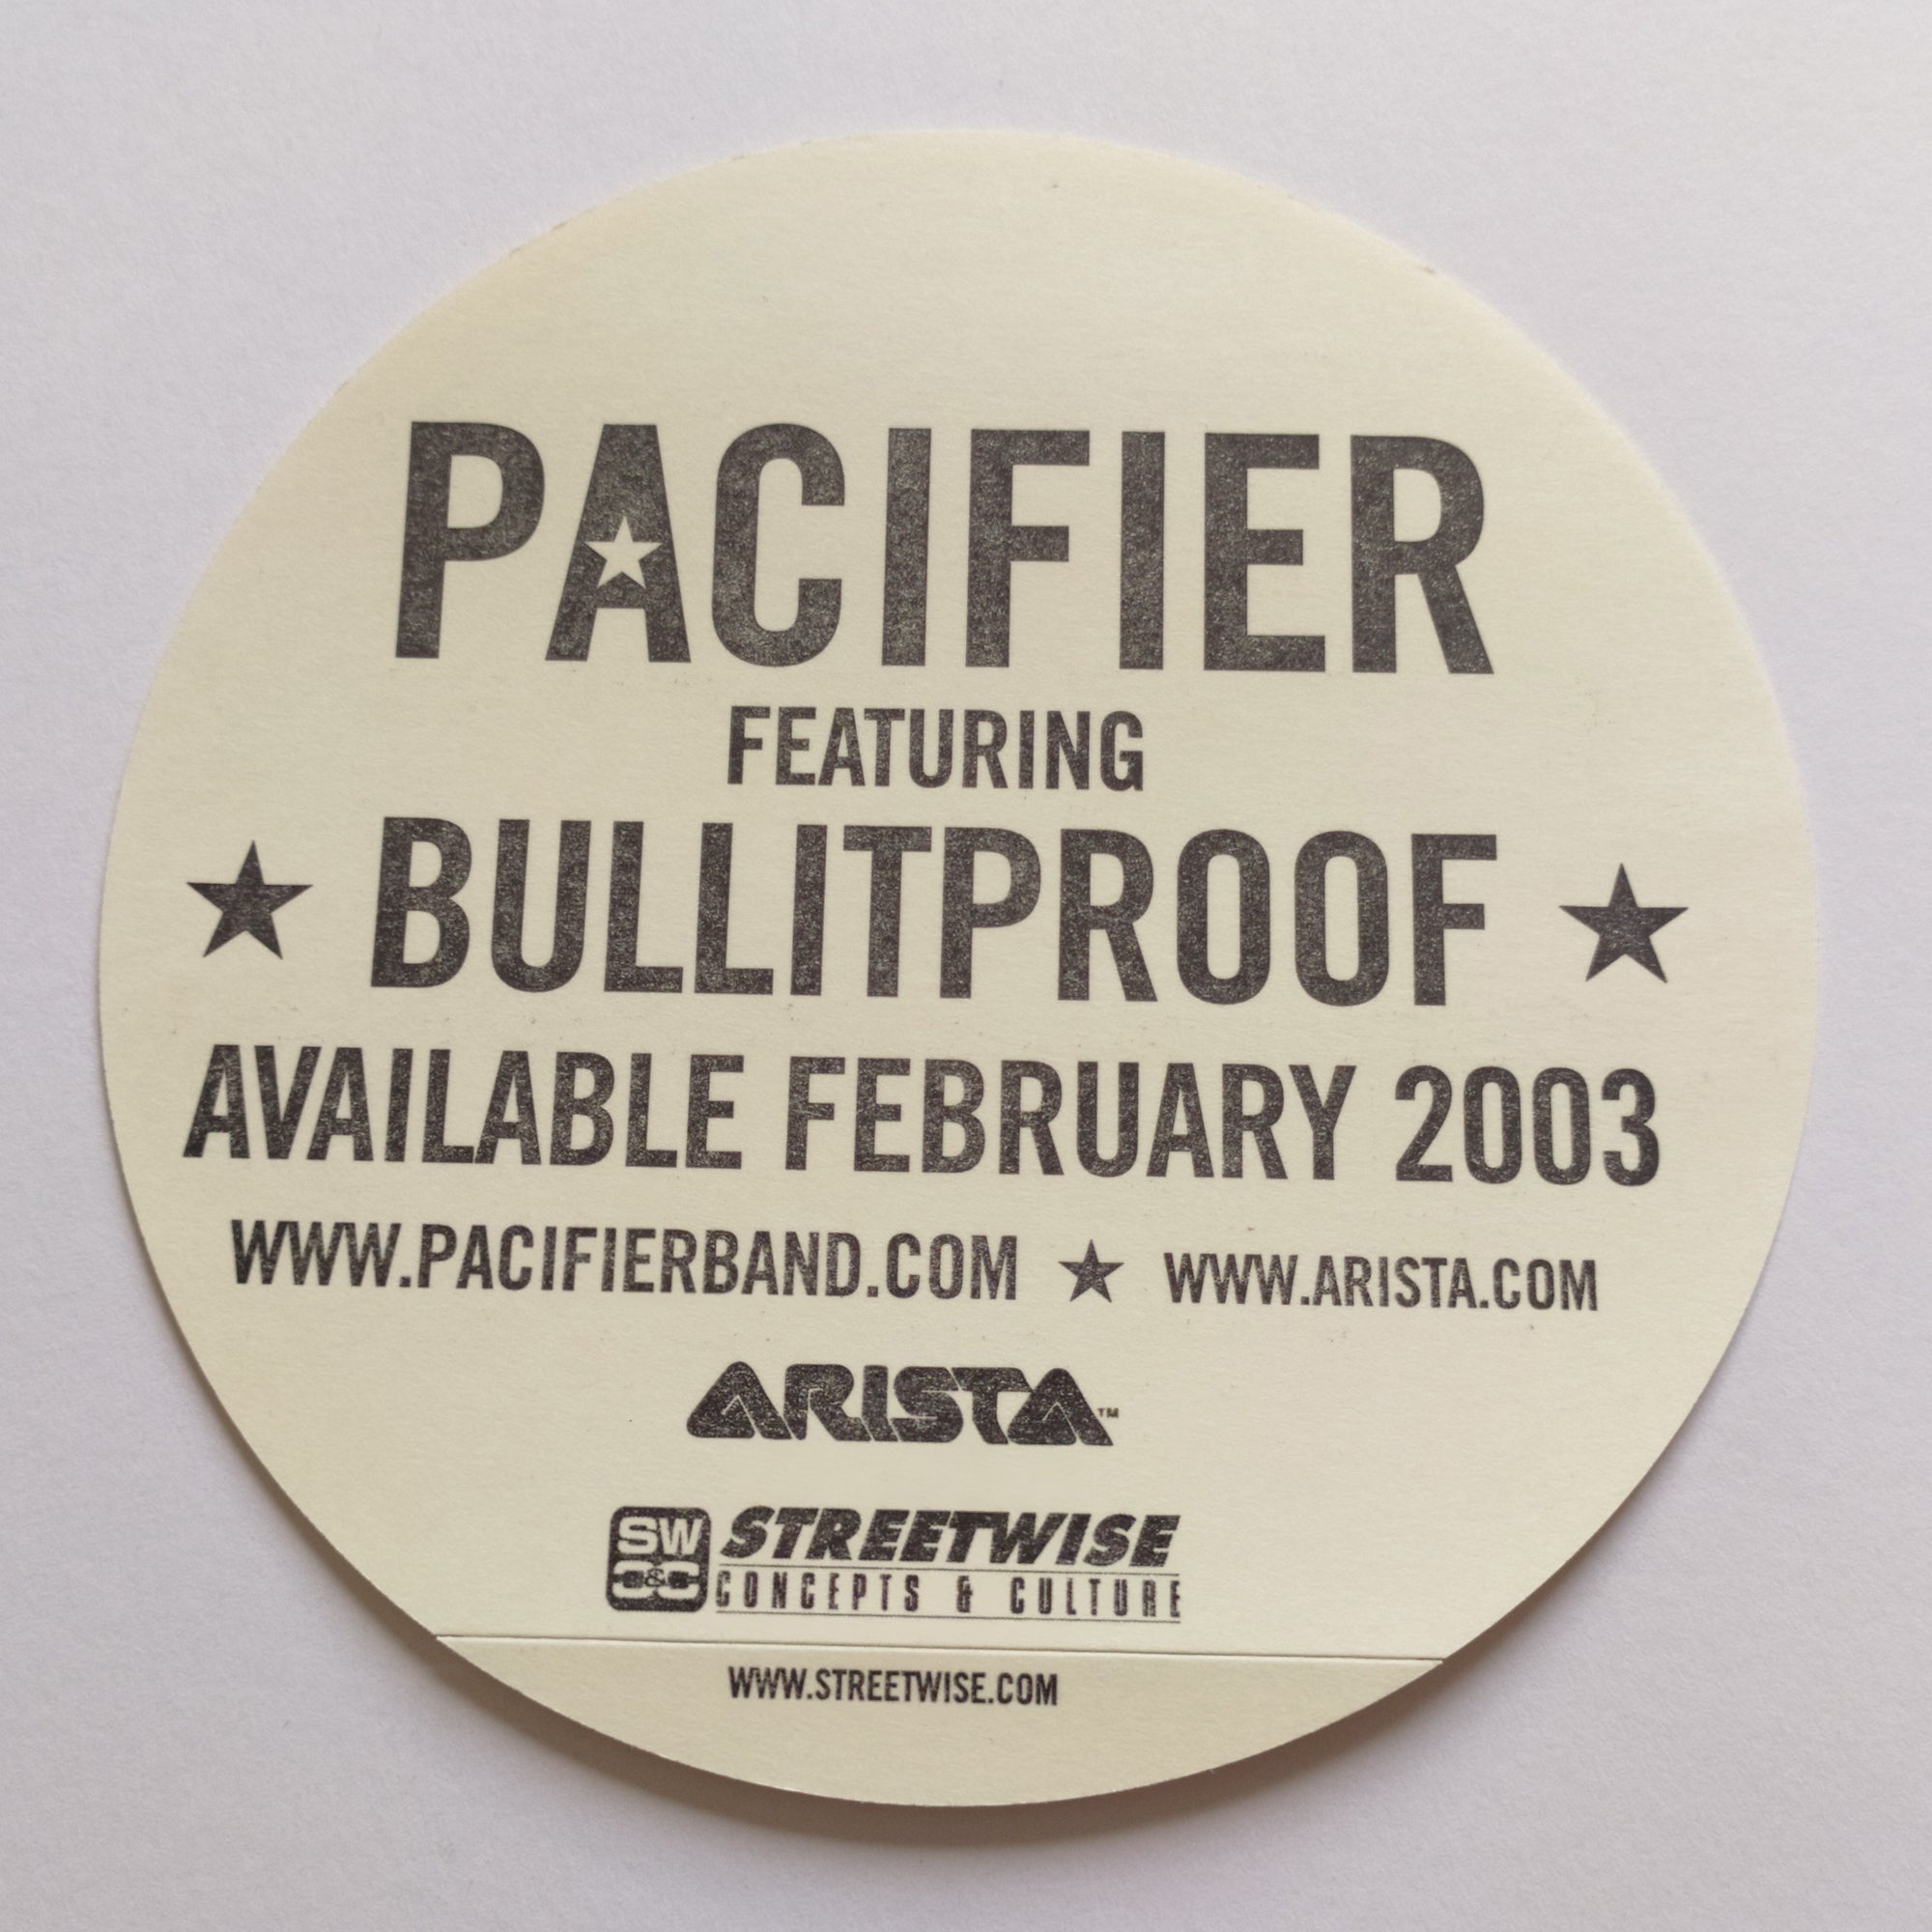 PACIFIER
FEATURING
★ BULLITPROOF ★
AVAILABLE FEBRUARY 2003
WWW.PACIFIERBAND.COM ★ WWW.ARISTA.COM
ARISTA™
SW STREETWISE
C&C CONCEPTS & CULTURE
WWW.STREETWISE.COM